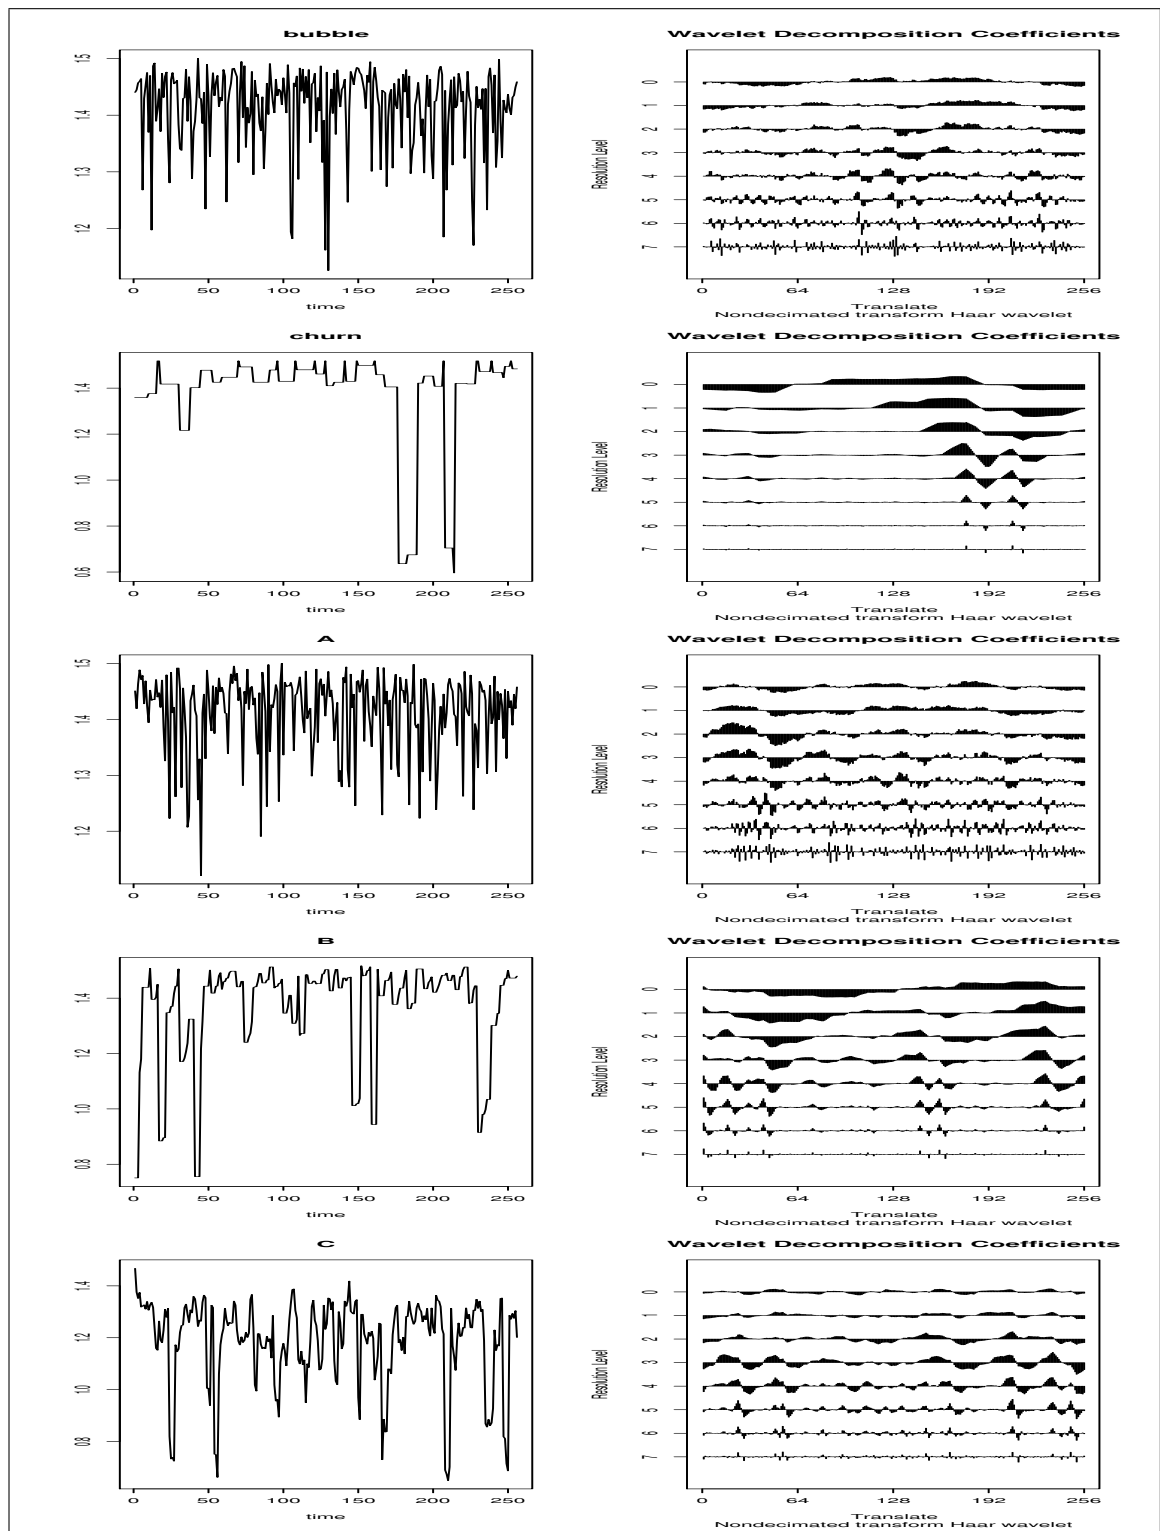 bubble
1.5
1.4
1.3
1.2
0 50 100 150 200 250
time
Wavelet Decomposition Coefficients
Resolution Level
0
1
2
3
4
5
6
7
0 64 128 192 256
Translate
Nondecimated transform Haar wavelet
churn
1.4
1.2
1.0
0.8
0.6
0 50 100 150 200 250
time
Wavelet Decomposition Coefficients
Resolution Level
0
1
2
3
4
5
6
7
0 64 128 192 256
Translate
Nondecimated transform Haar wavelet
A
1.5
1.4
1.3
1.2
0 50 100 150 200 250
time
Wavelet Decomposition Coefficients
Resolution Level
0
1
2
3
4
5
6
7
0 64 128 192 256
Translate
Nondecimated transform Haar wavelet
B
1.4
1.2
1.0
0.8
0 50 100 150 200 250
time
Wavelet Decomposition Coefficients
Resolution Level
0
1
2
3
4
5
6
7
0 64 128 192 256
Translate
Nondecimated transform Haar wavelet
C
1.4
1.2
1.0
0.8
0 50 100 150 200 250
time
Wavelet Decomposition Coefficients
Resolution Level
0
1
2
3
4
5
6
7
0 64 128 192 256
Translate
Nondecimated transform Haar wavelet